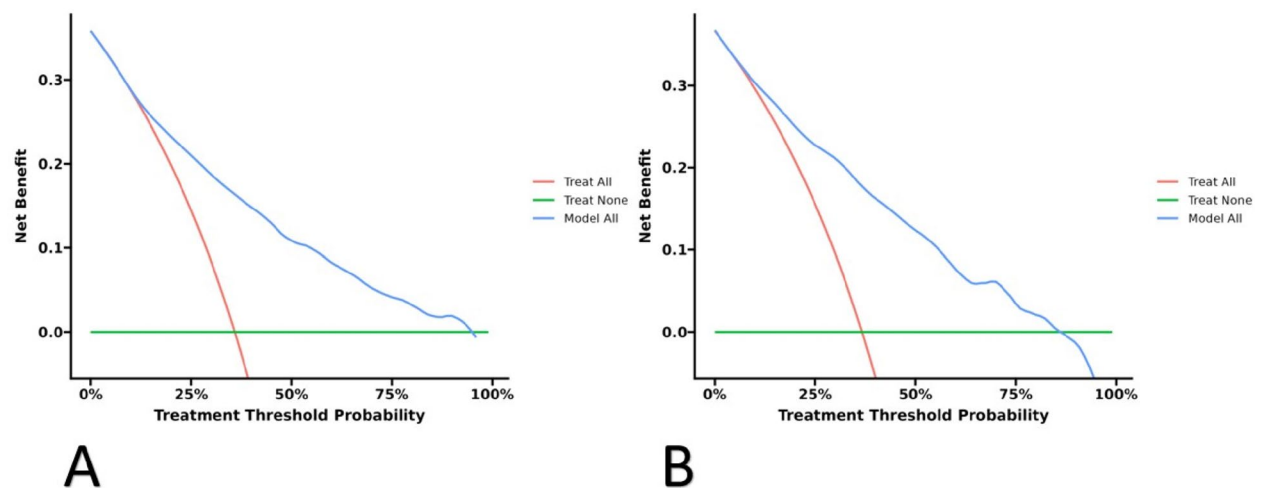 0.3
0.2
0.1
0.0
Net Benefit
0%
25%
50%
75%
100%
Treatment Threshold Probability
Treat All
Treat None
Model All
A
0.3
0.2
0.1
0.0
Net Benefit
0%
25%
50%
75%
100%
Treatment Threshold Probability
Treat All
Treat None
Model All
B